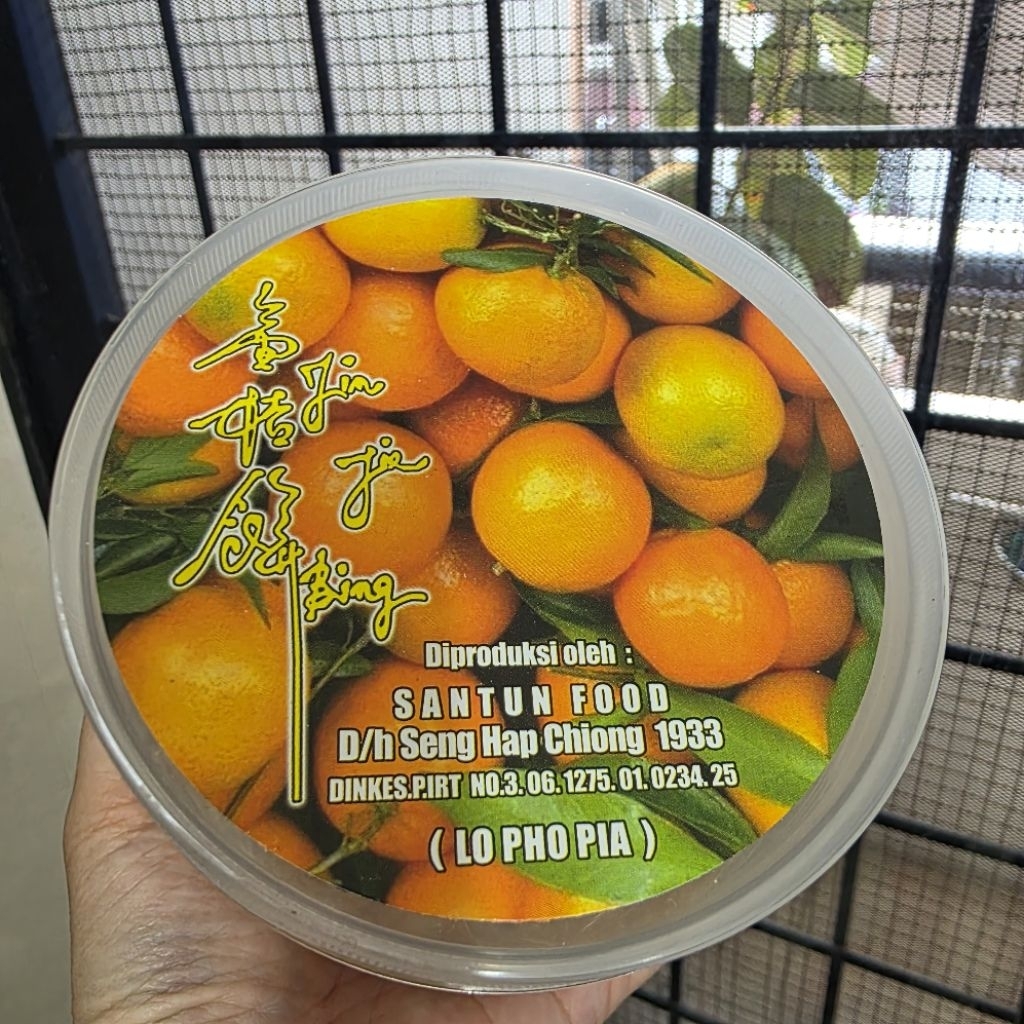 金桔餅
Jin
Jie
Bing
Diproduksi oleh :
SANTUN FOOD
D/h Seng Hap Chiong 1933
DINKES.P.IRT NO.3.06.1275.01.0234.25
( LO PHO PIA )